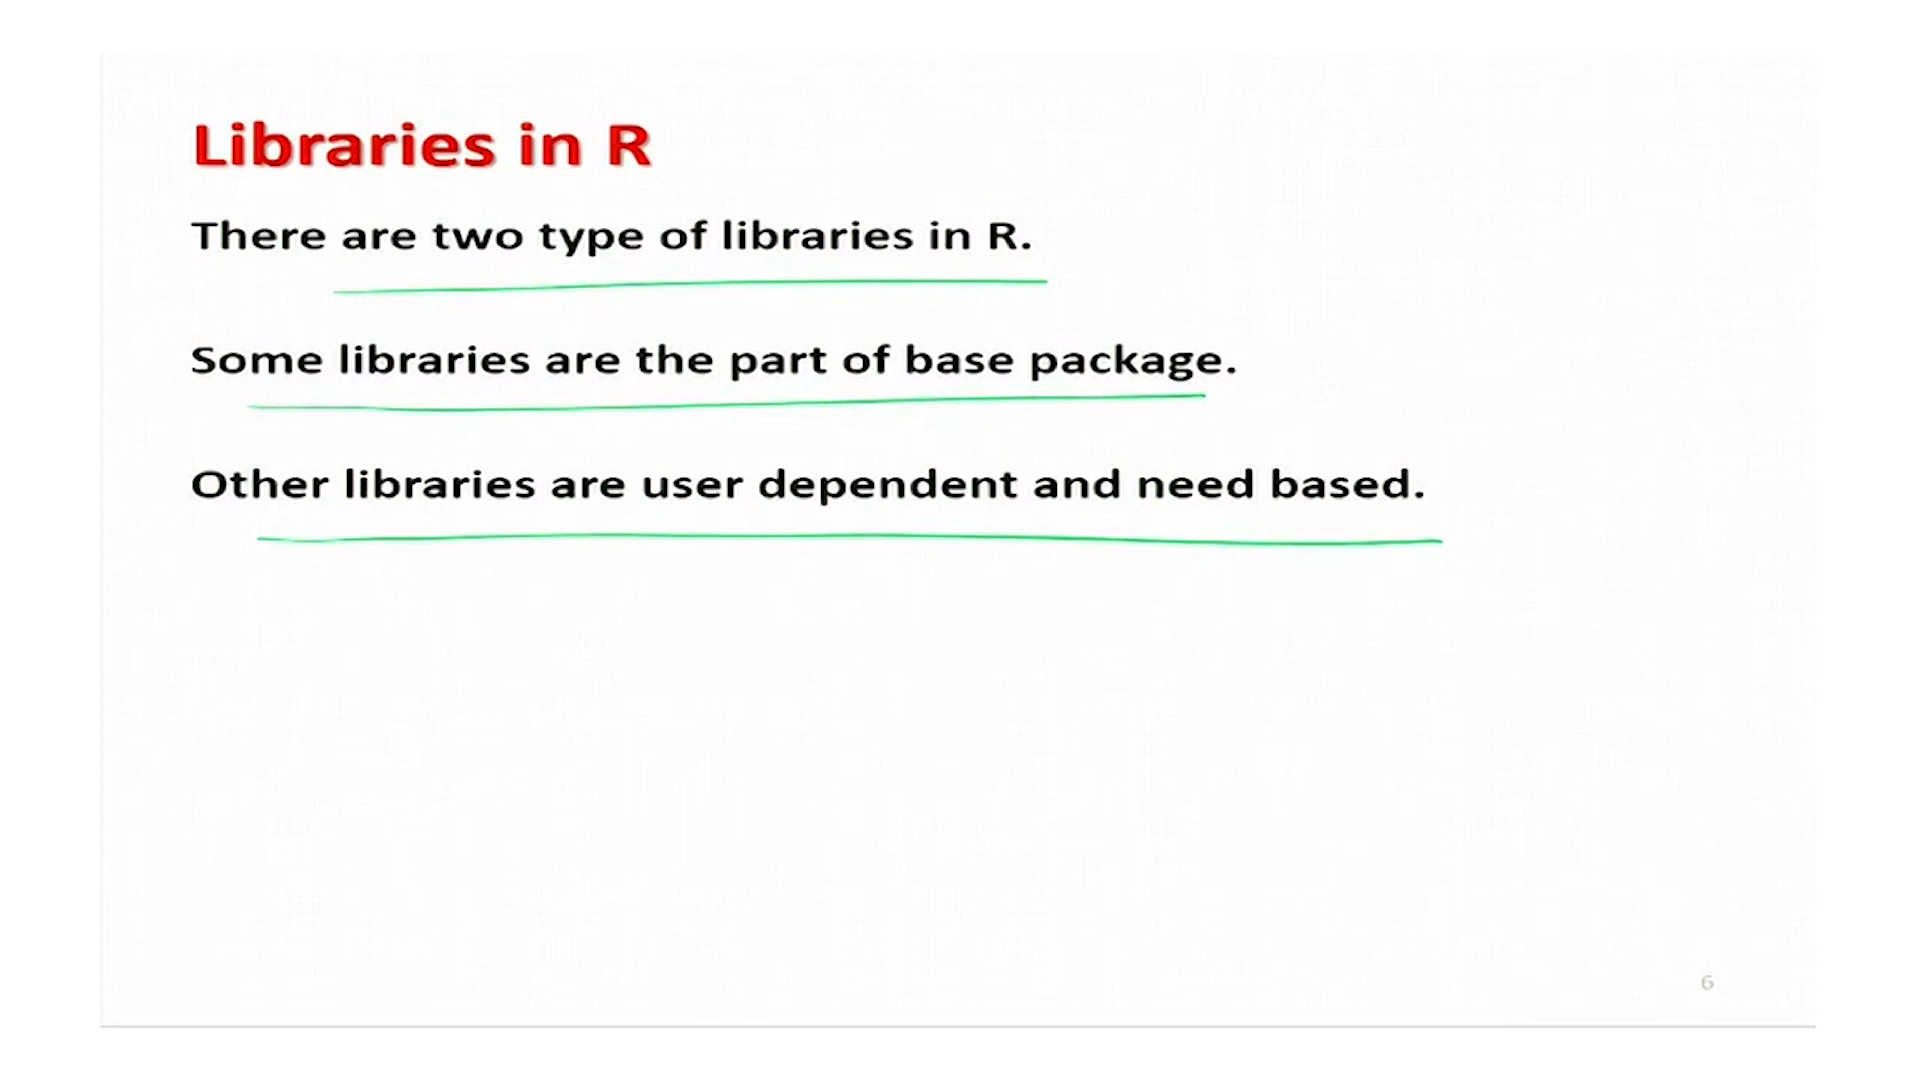 Libraries in R
There are two type of libraries in R.
Some libraries are the part of base package.
Other libraries are user dependent and need based.
6